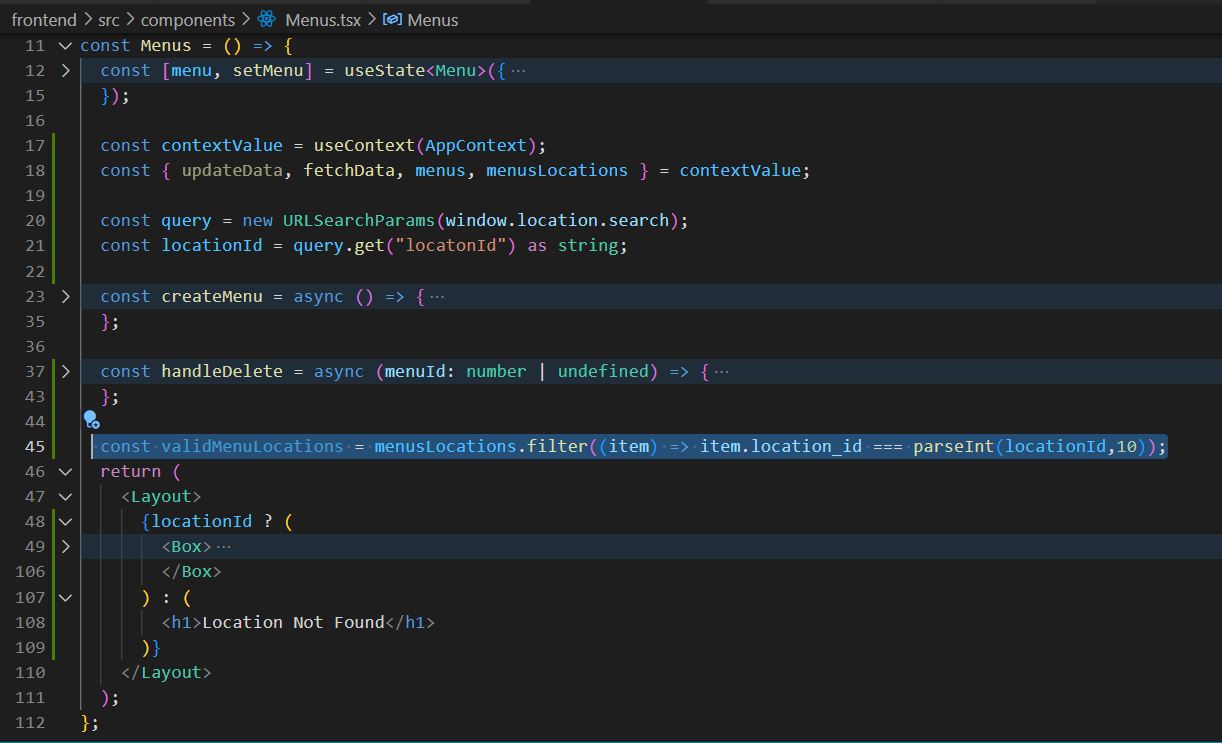 frontend > src > components > Menus.tsx > Menus
11 const Menus = () => {
12 const [menu, setMenu] = useState<Menu>({ ···
15 });
16
17 const contextValue = useContext(AppContext);
18 const { updateData, fetchData, menus, menusLocations } = contextValue;
19
20 const query = new URLSearchParams(window.location.search);
21 const locationId = query.get("locatonId") as string;
22
23 const createMenu = async () => { ···
35 };
36
37 const handleDelete = async (menuId: number | undefined) => { ···
43 };
44
45 const validMenuLocations = menusLocations.filter((item) => item.location_id === parseInt(locationId,10));
46 return (
47 <Layout>
48 {locationId ? (
49 <Box> ···
106 </Box>
107 ) : (
108 <h1>Location Not Found</h1>
109 )}
110 </Layout>
111 );
112 };